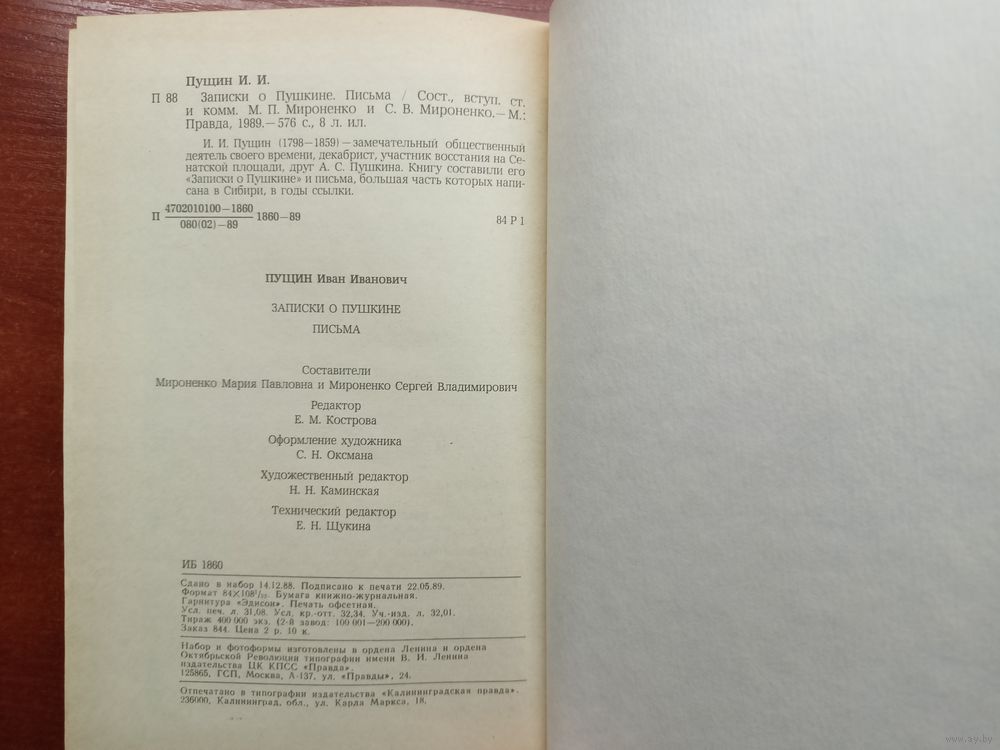 Пущин И. И.
П 88 Записки о Пушкине. Письма / Сост., вступ. ст.
и комм. М. П. Мироненко и С. В. Мироненко.—М.:
Правда, 1989.—576 с., 8 л. ил.
И. И. Пущин (1798—1859)—замечательный общественный
деятель своего времени, декабрист, участник восстания на Се-
натской площади, друг А. С. Пушкина. Книгу составили его
«Записки о Пушкине» и письма, большая часть которых напи-
сана в Сибири, в годы ссылки.
П 4702010100—1860
080(02)—89
1860—89
84 Р 1
ПУЩИН Иван Иванович
ЗАПИСКИ О ПУШКИНЕ
ПИСЬМА
Составители
Мироненко Мария Павловна и Мироненко Сергей Владимирович
Редактор
Е. М. Кострова
Оформление художника
С. Н. Оксмана
Художественный редактор
Н. Н. Каминская
Технический редактор
Е. Н. Щукина
ИБ 1860
Сдано в набор 14.12.88. Подписано к печати 22.05.89.
Формат 84×108¹/₃₂. Бумага книжно-журнальная.
Гарнитура «Эдисон». Печать офсетная.
Усл. печ. л. 31,08. Усл. кр.-отт. 32,34. Уч.-изд. л. 32,01.
Тираж 400 000 экз. (2-й завод: 100 001—200 000).
Заказ 844. Цена 2 р. 10 к.
Набор и фотоформы изготовлены в ордена Ленина и ордена
Октябрьской Революции типографии имени В. И. Ленина
издательства ЦК КПСС «Правда».
125865, ГСП, Москва, А-137, ул. «Правды», 24.
Отпечатано в типографии издательства «Калининградская правда».
236000, Калининград, обл., ул. Карла Маркса, 18.
www.ay.by